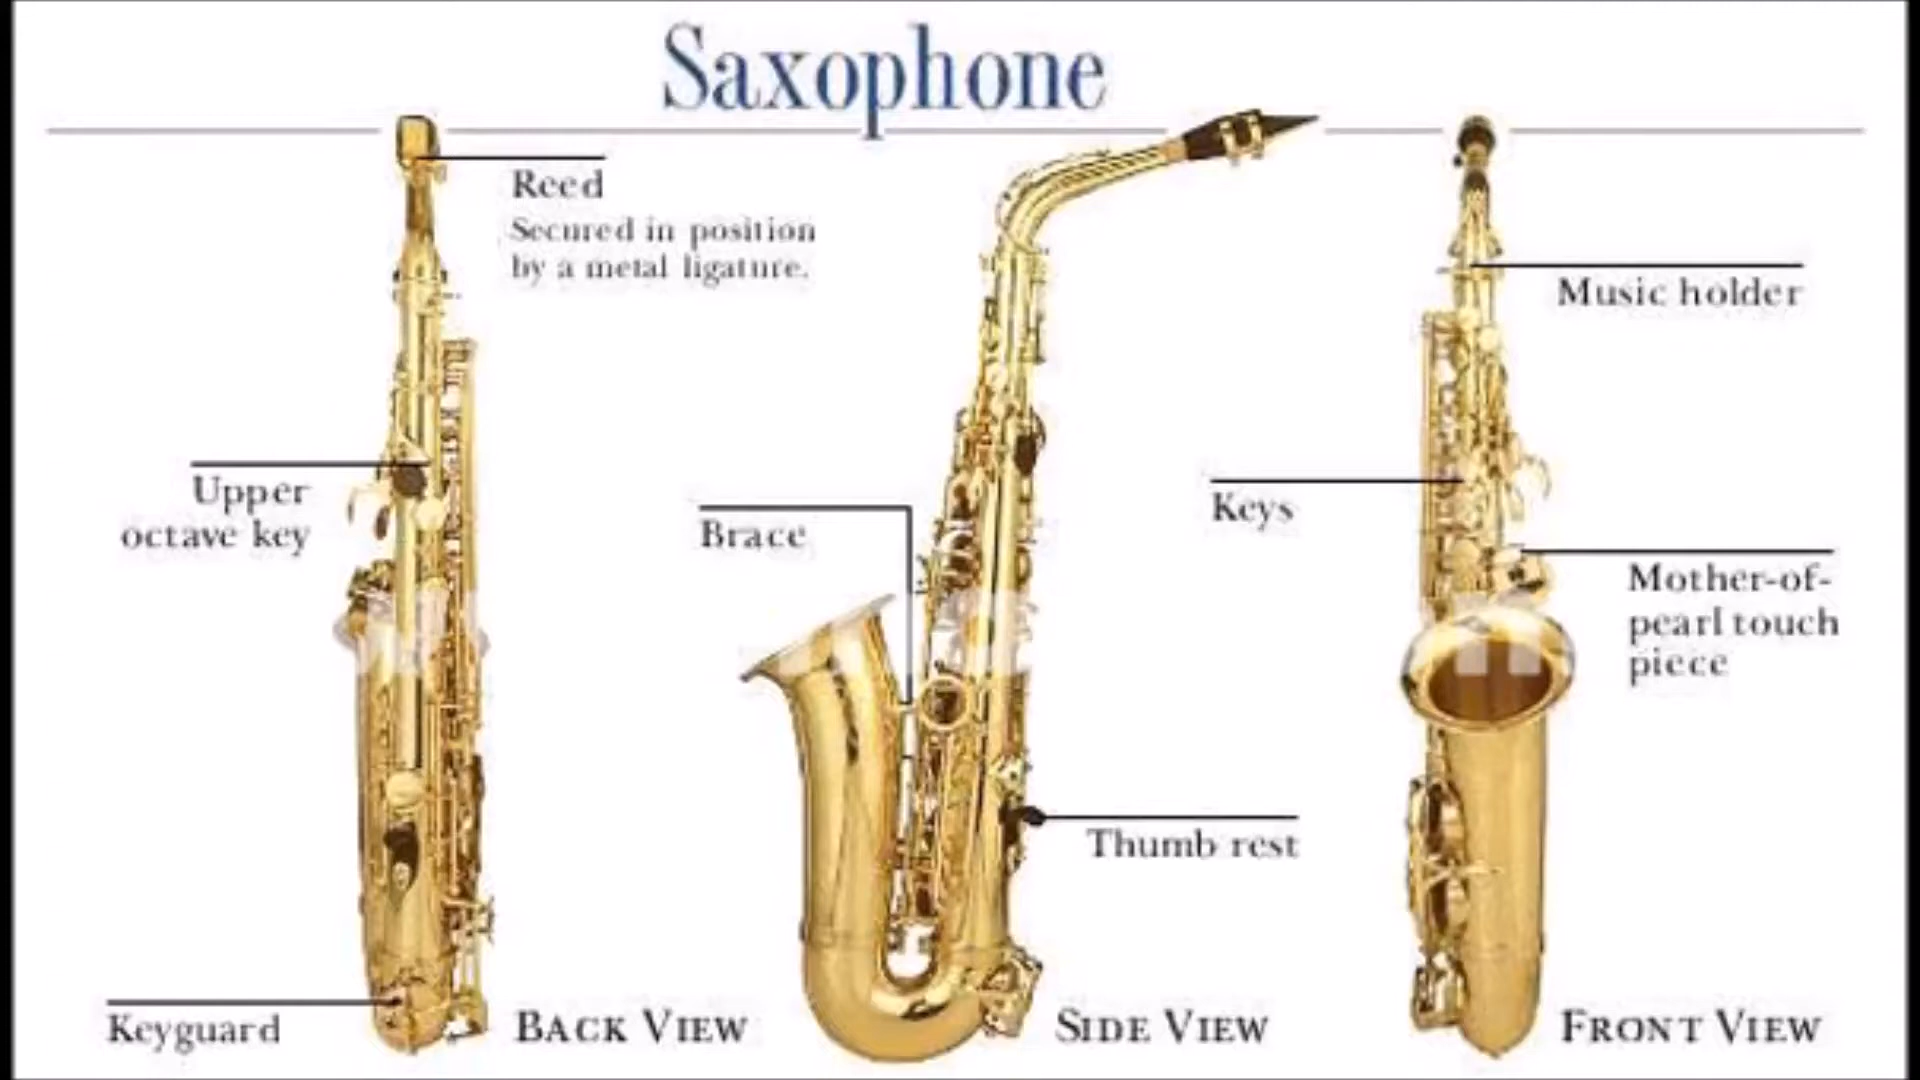 Saxophone
Reed
Secured in position
by a metal ligature.
Music holder
Upper
octave key
Brace
Keys
Mother-of-
pearl touch
piece
Thumb rest
Keyguard
BACK VIEW
SIDE VIEW
FRONT VIEW